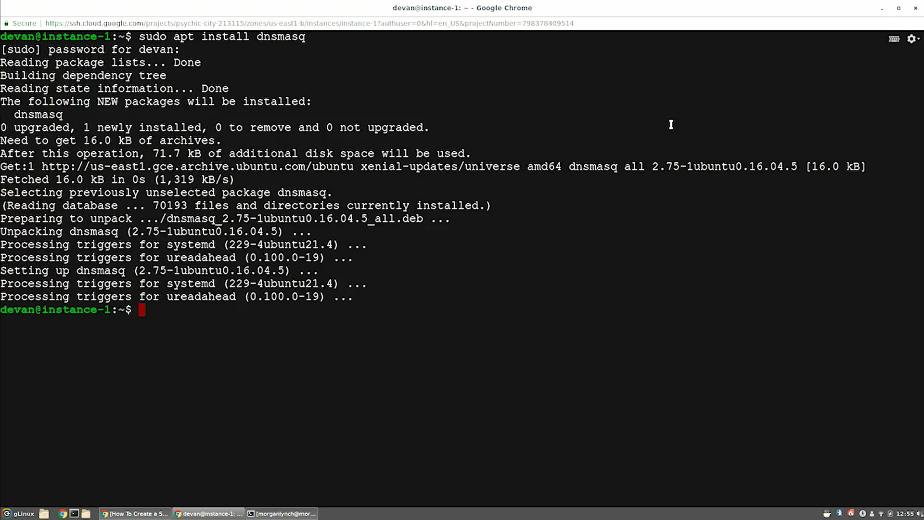 devan@instance-1: ~ - Google Chrome
https://ssh.cloud.google.com/projects/psychic-city-213115/zones/us-east1-b/instances/instance-1?authuser=0&hl=en_US&projectNumber=798378409514
devan@instance-1:~$ sudo apt install dnsmasq
[sudo] password for devan:
Reading package lists... Done
Building dependency tree
Reading state information... Done
The following NEW packages will be installed:
dnsmasq
0 upgraded, 1 newly installed, 0 to remove and 0 not upgraded.
Need to get 16.0 kB of archives.
After this operation, 71.7 kB of additional disk space will be used.
Get:1 http://us-east1.gce.archive.ubuntu.com/ubuntu xenial-updates/universe amd64 dnsmasq all 2.75-1ubuntu0.16.04.5 [16.0 kB]
Fetched 16.0 kB in 0s (1,319 kB/s)
Selecting previously unselected package dnsmasq.
(Reading database ... 70193 files and directories currently installed.)
Preparing to unpack .../dnsmasq_2.75-1ubuntu0.16.04.5_all.deb ...
Unpacking dnsmasq (2.75-1ubuntu0.16.04.5) ...
Processing triggers for systemd (229-4ubuntu21.4) ...
Processing triggers for ureadahead (0.100.0-19) ...
Setting up dnsmasq (2.75-1ubuntu0.16.04.5) ...
Processing triggers for systemd (229-4ubuntu21.4) ...
Processing triggers for ureadahead (0.100.0-19) ...
devan@instance-1:~$
gLinux [How To Create a S... devan@instance-1: ... [morganlynch@mor... 12:55